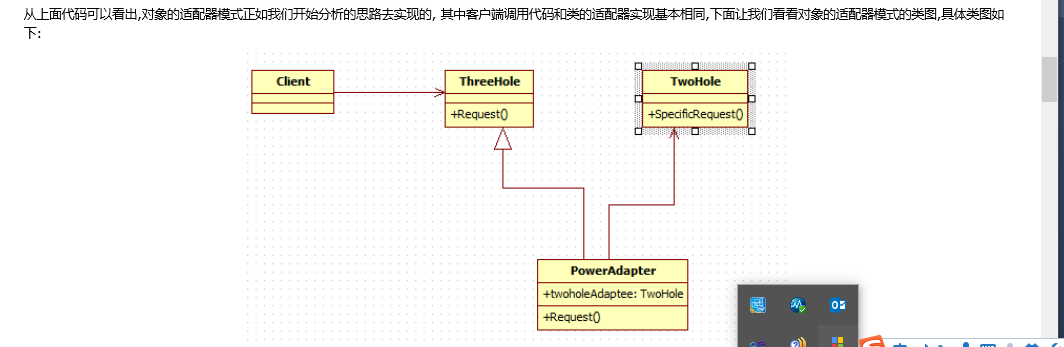 从上面代码可以看出,对象的适配器模式正如我们开始分析的思路去实现的, 其中客户端调用代码和类的适配器实现基本相同,下面让我们看看对象的适配器模式的类图,具体类图如
下:
Client
ThreeHole
TwoHole
+Request()
+SpecificRequest()
PowerAdapter
+twoholeAdaptee: TwoHole
+Request()